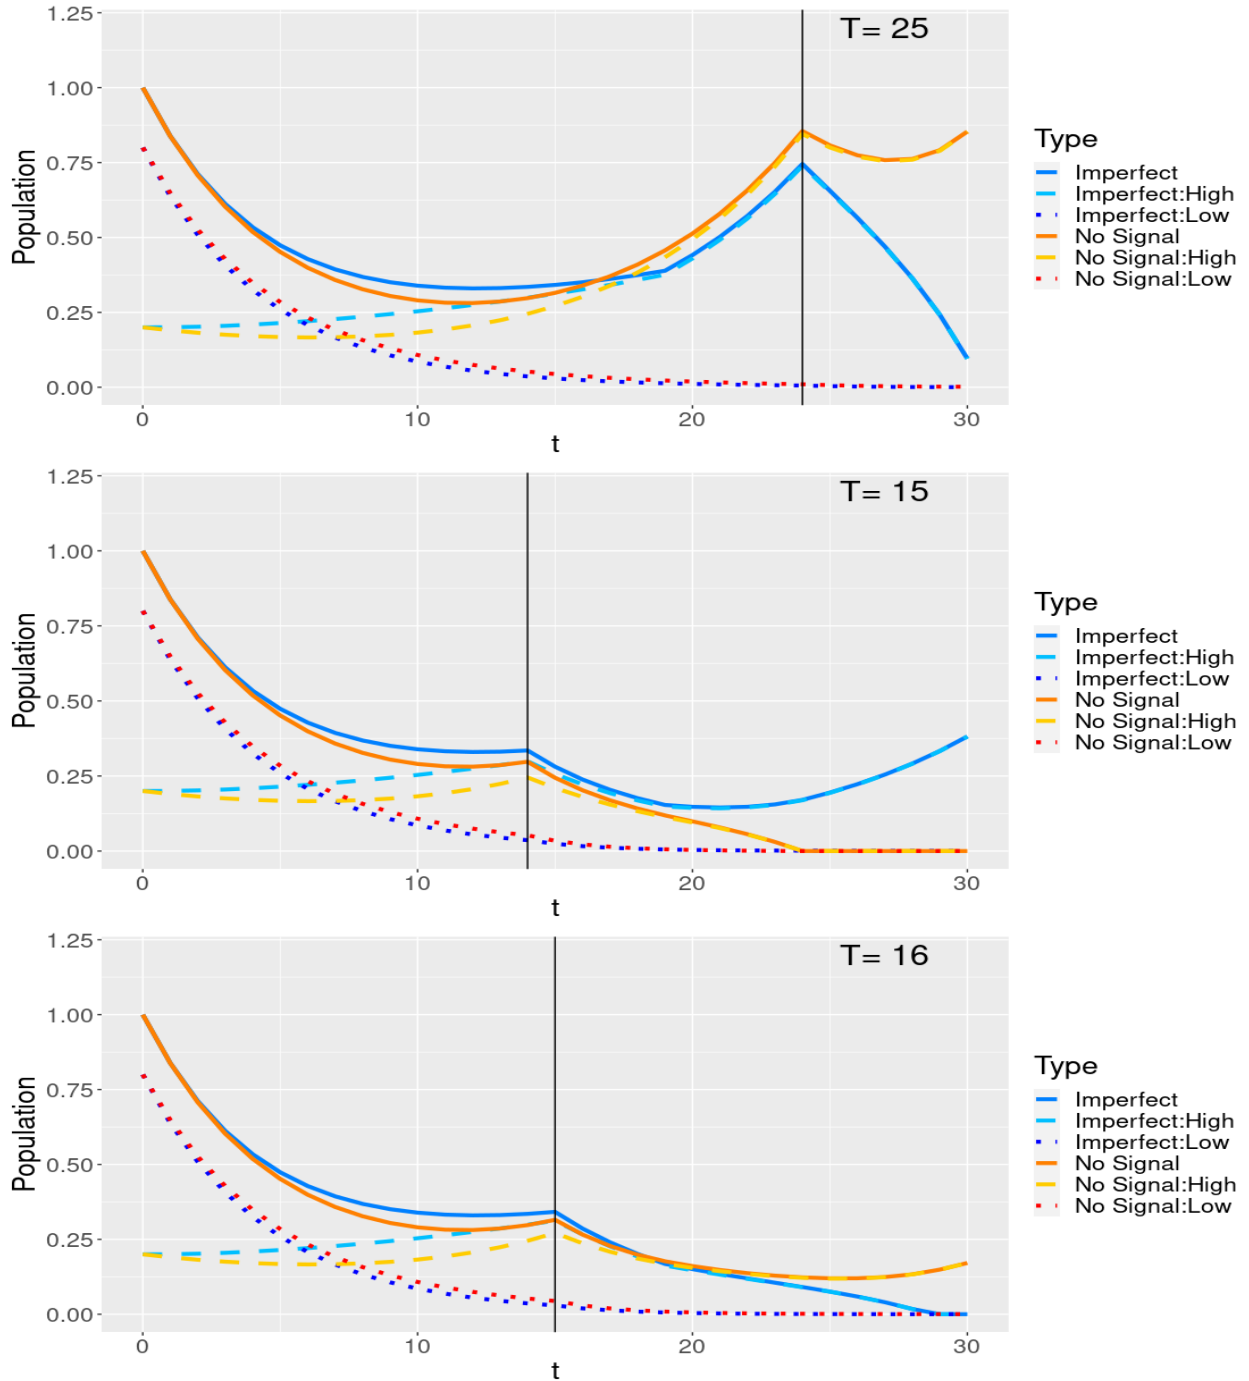 T= 25
1.25
1.00
0.75
0.50
0.25
0.00
Population
0 10 20 30
t
Type
Imperfect
Imperfect:High
Imperfect:Low
No Signal
No Signal:High
No Signal:Low
T= 15
1.25
1.00
0.75
0.50
0.25
0.00
Population
0 10 20 30
t
Type
Imperfect
Imperfect:High
Imperfect:Low
No Signal
No Signal:High
No Signal:Low
T= 16
1.25
1.00
0.75
0.50
0.25
0.00
Population
0 10 20 30
t
Type
Imperfect
Imperfect:High
Imperfect:Low
No Signal
No Signal:High
No Signal:Low